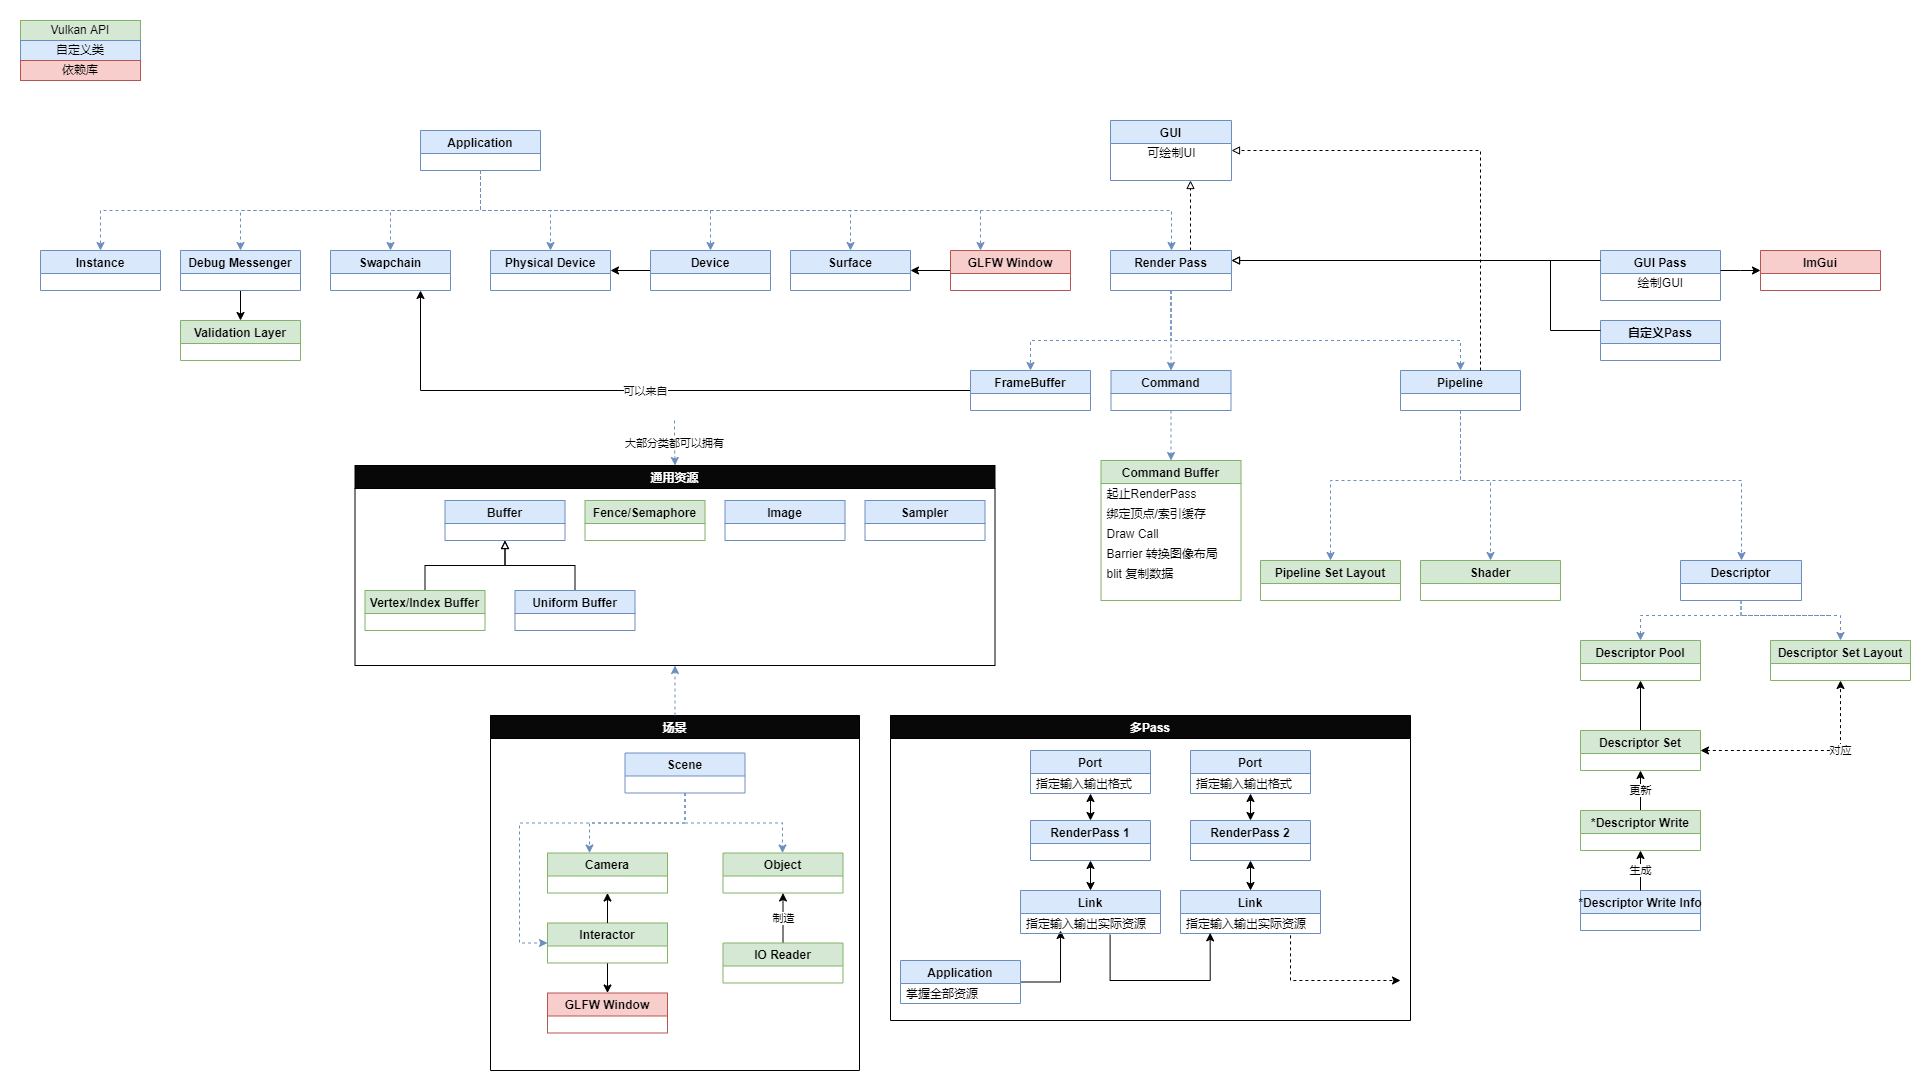 Vulkan API
自定义类
依赖库
Application
GUI
可绘制UI
Instance
Debug Messenger
Swapchain
Physical Device
Device
Surface
GLFW Window
Render Pass
GUI Pass
绘制GUI
ImGui
Validation Layer
自定义Pass
可以来自
FrameBuffer
Command
Pipeline
大部分类都可以拥有
通用资源
Buffer
Fence/Semaphore
Image
Sampler
Vertex/Index Buffer
Uniform Buffer
Command Buffer
起止RenderPass
绑定顶点/索引缓存
Draw Call
Barrier 转换图像布局
blit 复制数据
Pipeline Set Layout
Shader
Descriptor
Descriptor Pool
Descriptor Set Layout
Descriptor Set
对应
更新
*Descriptor Write
生成
*Descriptor Write Info
场景
Scene
Camera
Object
Interactor
制造
IO Reader
GLFW Window
多Pass
Port
指定输入输出格式
Port
指定输入输出格式
RenderPass 1
RenderPass 2
Link
指定输入输出实际资源
Link
指定输入输出实际资源
Application
掌握全部资源